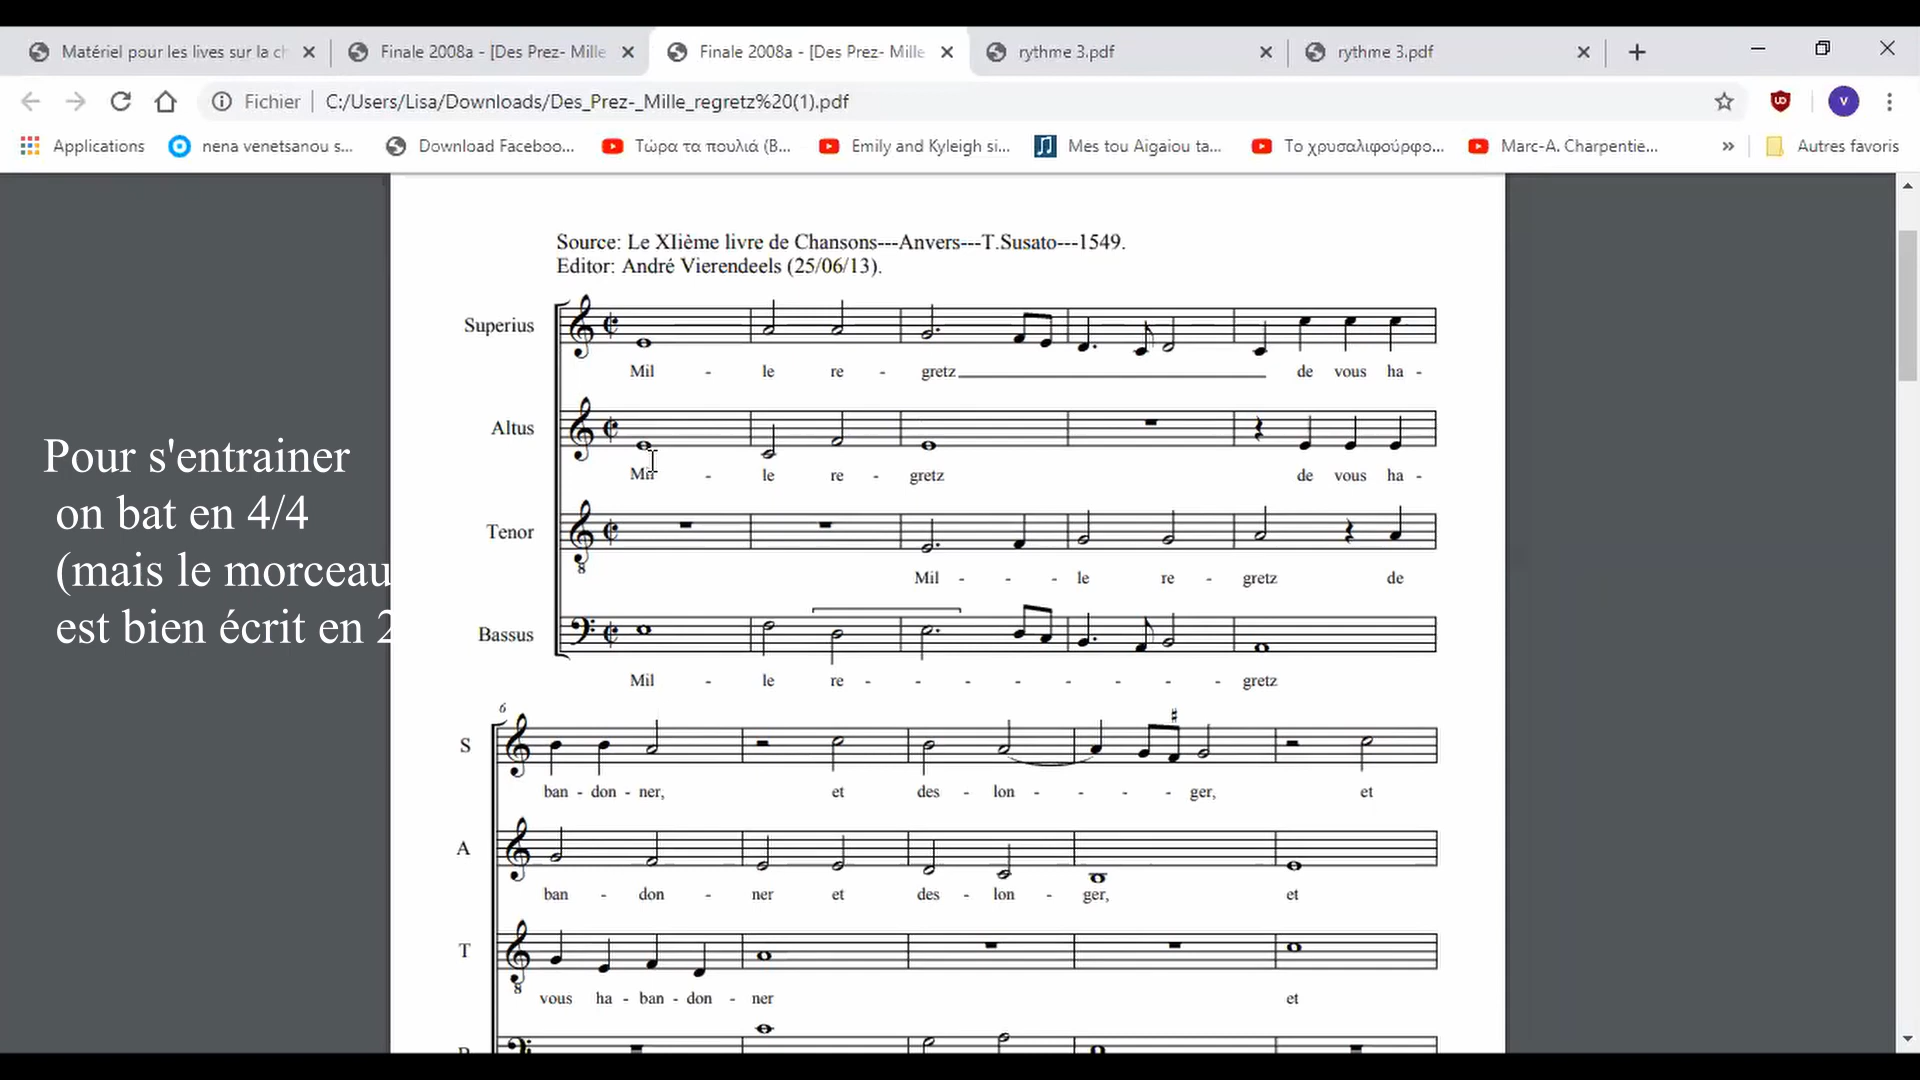 Matériel pour les lives sur la ch
Finale 2008a - [Des Prez- Mille
Finale 2008a - [Des Prez- Mille
rythme 3.pdf
rythme 3.pdf
Fichier
C:/Users/Lisa/Downloads/Des_Prez-_Mille_regretz%20(1).pdf
V
Applications
nena venetsanou s...
Download Faceboo...
Τώρα τα πουλιά (B...
Emily and Kyleigh si...
Mes tou Aigaiou ta...
Το χρυσαλιφούρφο...
Marc-A. Charpentie...
»
Autres favoris
Source: Le XIième livre de Chansons---Anvers---T.Susato---1549.
Editor: André Vierendeels (25/06/13).
Pour s'entrainer
on bat en 4/4
(mais le morceau
est bien écrit en 2
Superius
Mil - le re - gretz de vous ha -
Altus
Mil - le re - gretz de vous ha -
Tenor
8
Mil - - - le re - gretz de
Bassus
Mil - le re - - - - - - - - gretz
6
S
ban - don - ner, et des - lon - - - - ger, et
A
ban - don - ner et des - lon - ger, et
T
8
vous ha - ban - don - ner et